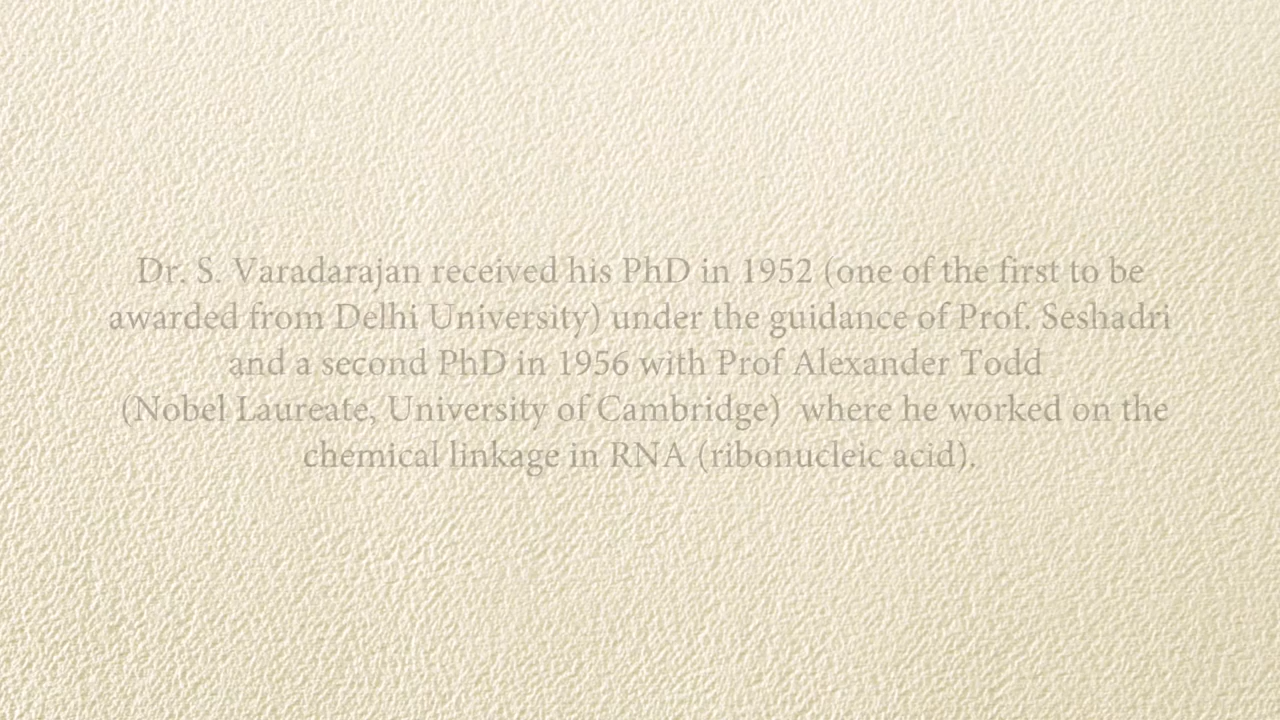 Dr. S. Varadarajan received his PhD in 1952 (one of the first to be
awarded from Delhi University) under the guidance of Prof. Seshadri
and a second PhD in 1956 with Prof Alexander Todd
(Nobel Laureate, University of Cambridge)  where he worked on the
chemical linkage in RNA (ribonucleic acid).